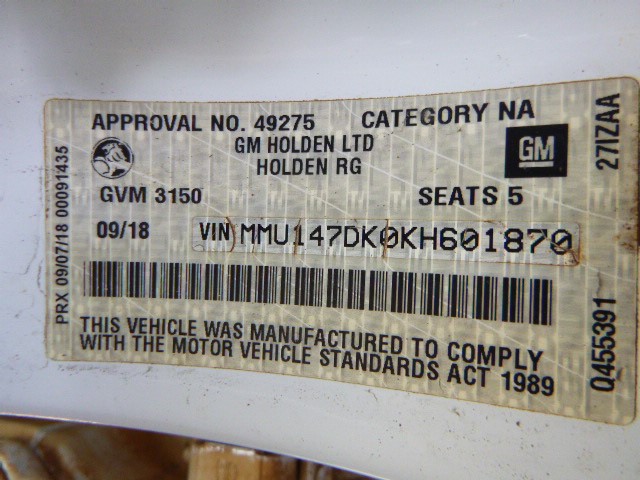 APPROVAL NO. 49275 CATEGORY NA
GM HOLDEN LTD
HOLDEN RG
GM
GVM 3150 SEATS 5
09/18 VIN MMU147DK0KH601870
THIS VEHICLE WAS MANUFACTURED TO COMPLY
WITH THE MOTOR VEHICLE STANDARDS ACT 1989
PRX 09/07/18 00091435
27IZAA
Q455391